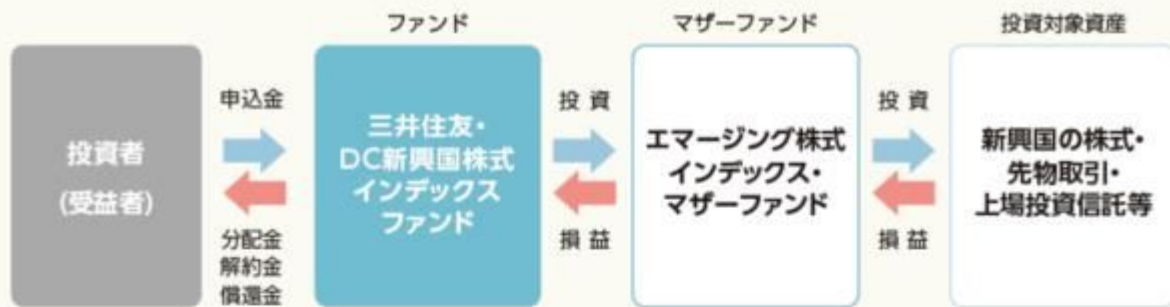 ファンド
マザーファンド
投資対象資産
投資者
(受益者)
申込金
分配金
解約金
償還金
三井住友・
DC新興国株式
インデックス
ファンド
投資
損益
エマージング株式
インデックス・
マザーファンド
投資
損益
新興国の株式・
先物取引・
上場投資信託等